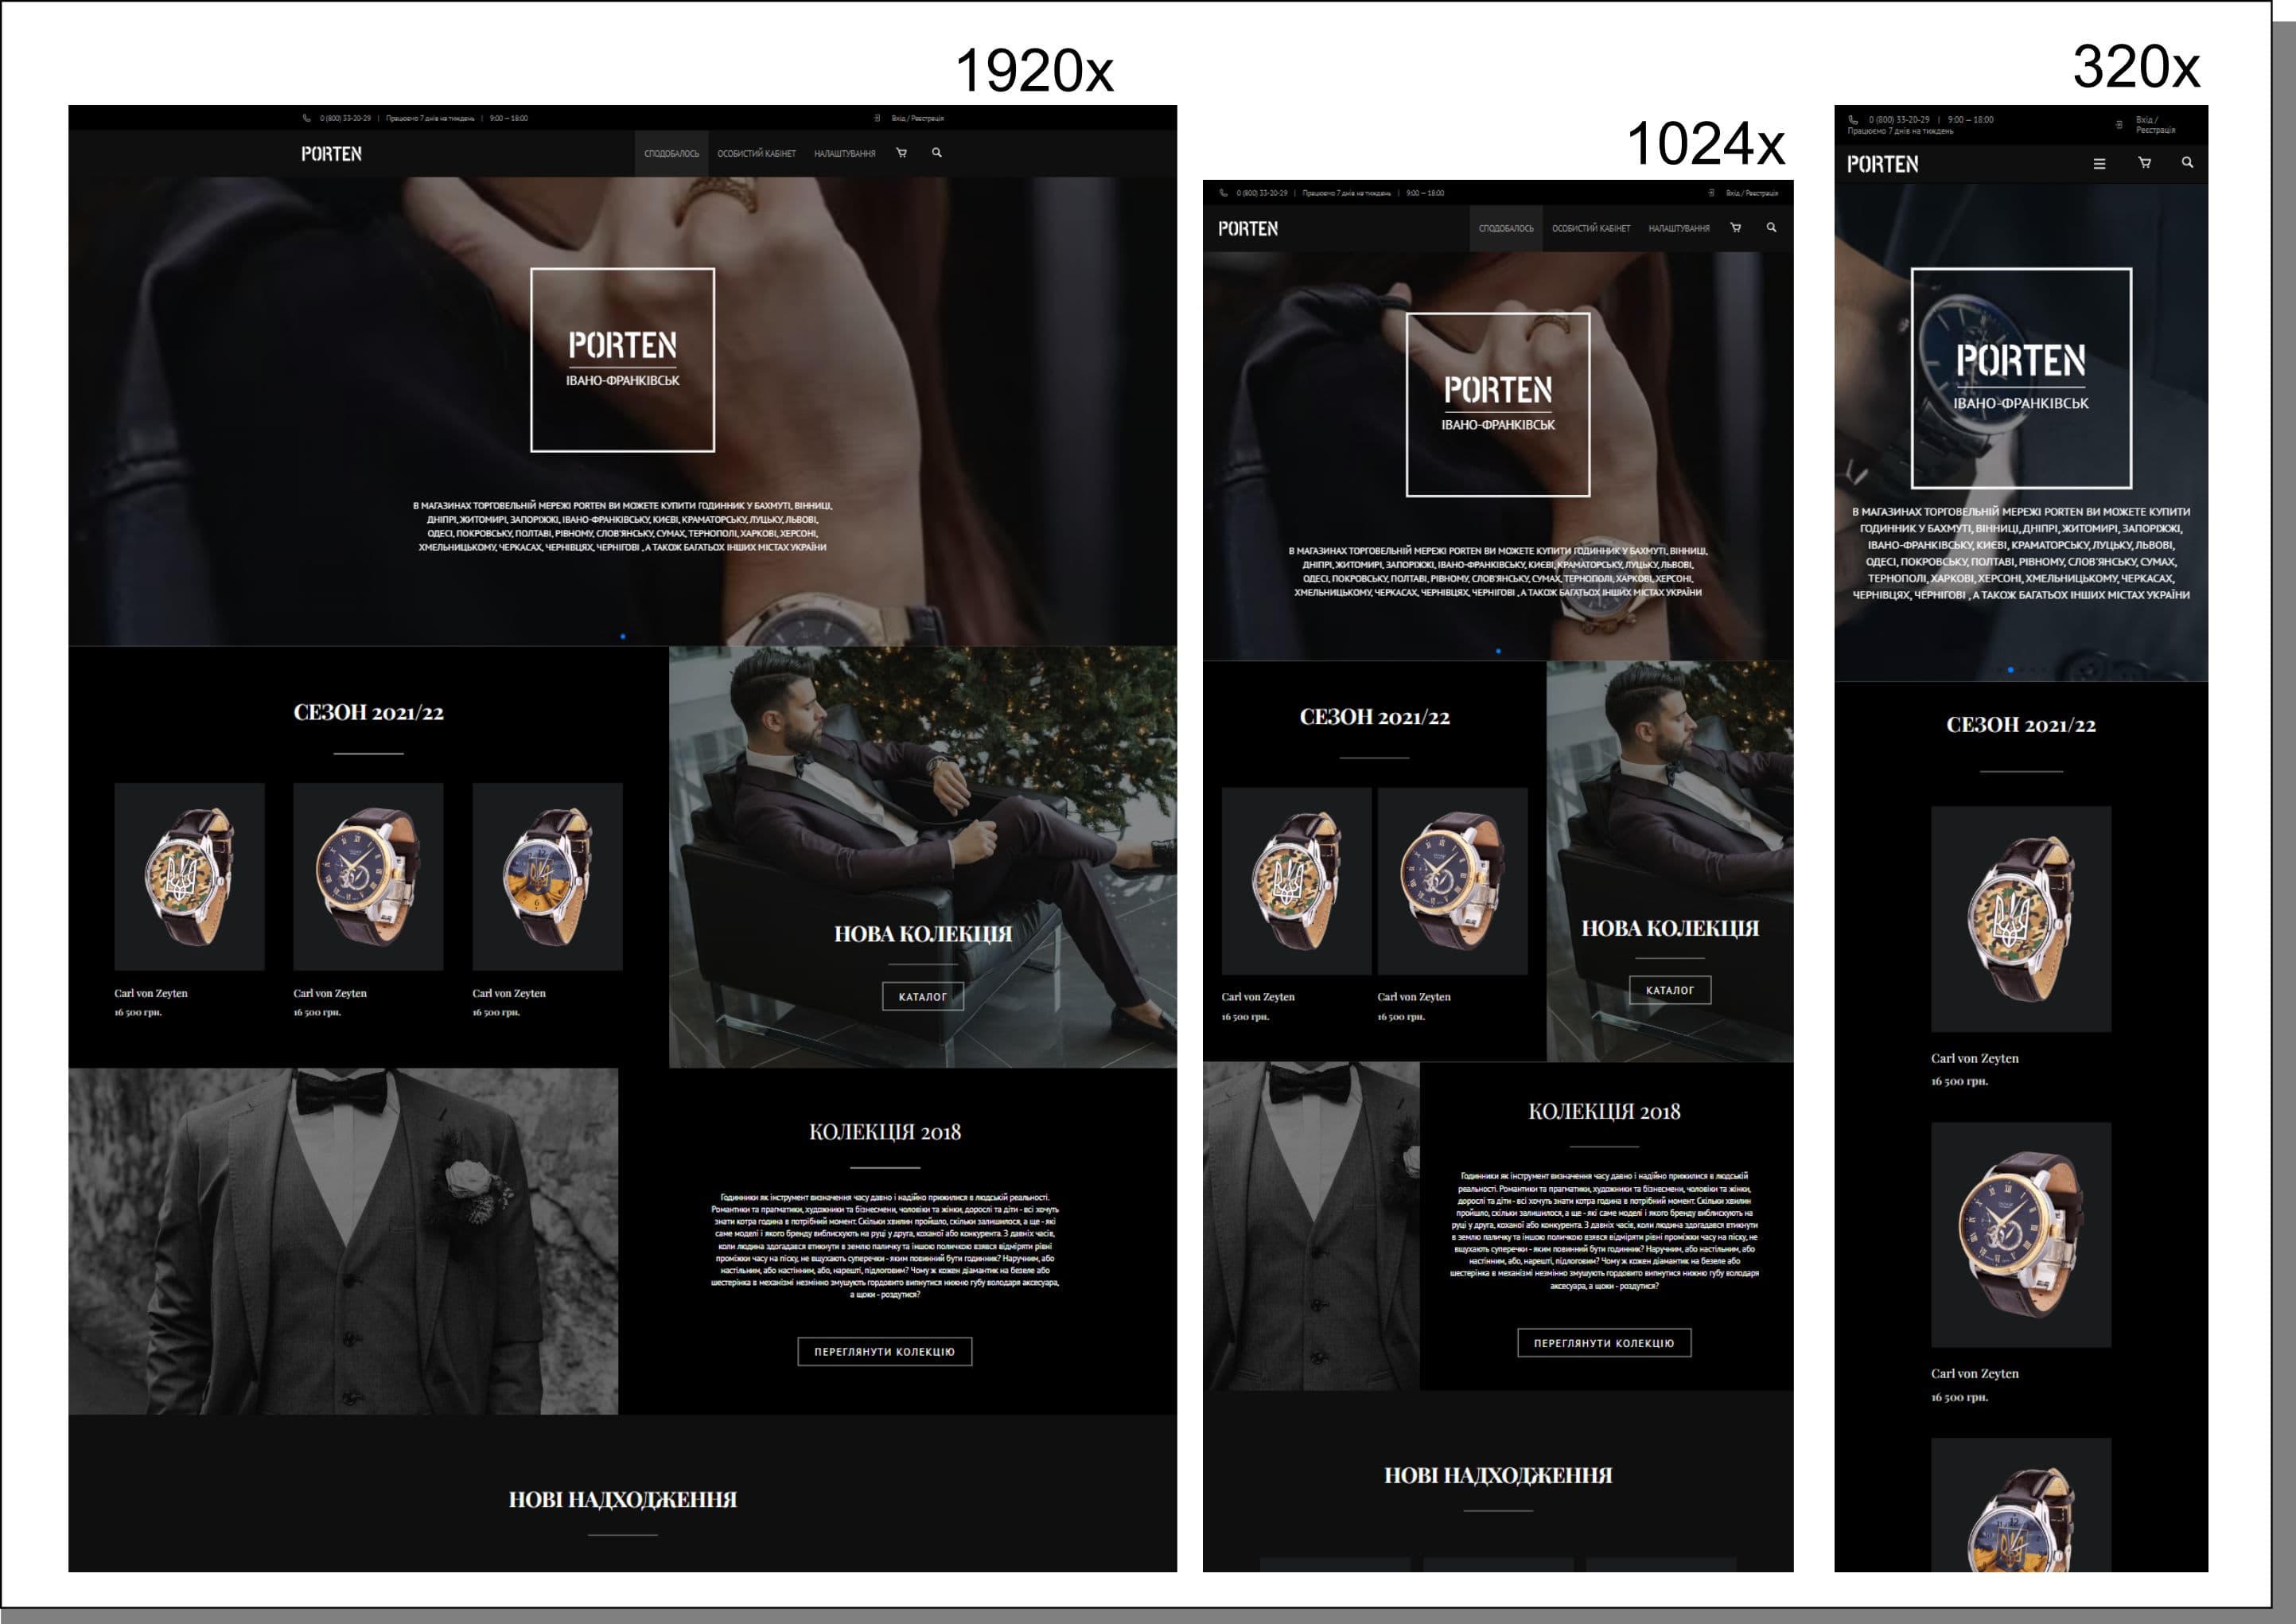 1920x
0 (800) 33-20-29 | Працюємо 7 днів на тиждень | 9:00 – 18:00
Вхід / Реєстрація
PORTEN
СПОДОБАЛОСЬ ОСОБИСТИЙ КАБІНЕТ НАЛАШТУВАННЯ
PORTEN
ІВАНО-ФРАНКІВСЬК
В МАГАЗИНАХ ТОРГОВЕЛЬНІЙ МЕРЕЖІ PORTEN ВИ МОЖЕТЕ КУПИТИ ГОДИННИК У БАХМУТІ, ВІННИЦІ,
ДНІПРІ, ЖИТОМИРІ, ЗАПОРІЖЖІ, ІВАНО-ФРАНКІВСЬКУ, КИЄВІ, КРАМАТОРСЬКУ, ЛУЦЬКУ, ЛЬВОВІ,
ОДЕСІ, ПОКРОВСЬКУ, ПОЛТАВІ, РІВНОМУ, СЛОВ'ЯНСЬКУ, СУМАХ, ТЕРНОПОЛІ, ХАРКОВІ, ХЕРСОНІ,
ХМЕЛЬНИЦЬКОМУ, ЧЕРКАСАХ, ЧЕРНІВЦЯХ, ЧЕРНІГОВІ , А ТАКОЖ БАГАТЬОХ ІНШИХ МІСТАХ УКРАЇНИ
СЕЗОН 2021/22
Carl von Zeyten
16 500 грн.
Carl von Zeyten
16 500 грн.
Carl von Zeyten
16 500 грн.
НОВА КОЛЕКЦІЯ
КАТАЛОГ
КОЛЕКЦІЯ 2018
Годинники як інструмент визначення часу давно і надійно прижилися в людській реальності.
Романтики та прагматики, художники та бізнесмени, чоловіки та жінки, дорослі та діти - всі хочуть
знати котра година в потрібний момент. Скільки хвилин пройшло, скільки залишилося, а ще - які
саме моделі і якого бренду виблискують на руці у друга, коханої або конкурента. З давніх часів,
коли людина здогадався втикнути в землю паличку та іншою поличкою взявся відміряти рівні
проміжки часу на піску, не вщухають суперечки - яким повинний бути годинник? Наручним, або
настільним, або настінним, або, нарешті, підлоговим? Чому ж кожен діамантик на безеле або
шестерінка в механізмі незмінно змушують гордовито випнутися нижню губу володаря аксесуара,
а щоки - роздутися?
ПЕРЕГЛЯНУТИ КОЛЕКЦІЮ
НОВІ НАДХОДЖЕННЯ
1024x
0 (800) 33-20-29 | Працюємо 7 днів на тиждень | 9:00 – 18:00
Вхід / Реєстрація
PORTEN
СПОДОБАЛОСЬ ОСОБИСТИЙ КАБІНЕТ НАЛАШТУВАННЯ
PORTEN
ІВАНО-ФРАНКІВСЬК
В МАГАЗИНАХ ТОРГОВЕЛЬНІЙ МЕРЕЖІ PORTEN ВИ МОЖЕТЕ КУПИТИ ГОДИННИК У БАХМУТІ, ВІННИЦІ,
ДНІПРІ, ЖИТОМИРІ, ЗАПОРІЖЖІ, ІВАНО-ФРАНКІВСЬКУ, КИЄВІ, КРАМАТОРСЬКУ, ЛУЦЬКУ, ЛЬВОВІ,
ОДЕСІ, ПОКРОВСЬКУ, ПОЛТАВІ, РІВНОМУ, СЛОВ'ЯНСЬКУ, СУМАХ, ТЕРНОПОЛІ, ХАРКОВІ, ХЕРСОНІ,
ХМЕЛЬНИЦЬКОМУ, ЧЕРКАСАХ, ЧЕРНІВЦЯХ, ЧЕРНІГОВІ , А ТАКОЖ БАГАТЬОХ ІНШИХ МІСТАХ УКРАЇНИ
СЕЗОН 2021/22
Carl von Zeyten
16 500 грн.
Carl von Zeyten
16 500 грн.
НОВА КОЛЕКЦІЯ
КАТАЛОГ
КОЛЕКЦІЯ 2018
Годинники як інструмент визначення часу давно і надійно прижилися в людській
реальності. Романтики та прагматики, художники та бізнесмени, чоловіки та жінки,
дорослі та діти - всі хочуть знати котра година в потрібний момент. Скільки хвилин
пройшло, скільки залишилося, а ще - які саме моделі і якого бренду виблискують на
руці у друга, коханої або конкурента. З давніх часів, коли людина здогадався втикнути
в землю паличку та іншою поличкою взявся відміряти рівні проміжки часу на піску, не
вщухають суперечки - яким повинний бути годинник? Наручним, або настільним, або
настінним, або, нарешті, підлоговим? Чому ж кожен діамантик на безеле або
шестерінка в механізмі незмінно змушують гордовито випнутися нижню губу володаря
аксесуара, а щоки - роздутися?
ПЕРЕГЛЯНУТИ КОЛЕКЦІЮ
НОВІ НАДХОДЖЕННЯ
320x
0 (800) 33-20-29 | 9:00 – 18:00
Працюємо 7 днів на тиждень
Вхід /
Реєстрація
PORTEN
PORTEN
ІВАНО-ФРАНКІВСЬК
В МАГАЗИНАХ ТОРГОВЕЛЬНІЙ МЕРЕЖІ PORTEN ВИ МОЖЕТЕ КУПИТИ
ГОДИННИК У БАХМУТІ, ВІННИЦІ, ДНІПРІ, ЖИТОМИРІ, ЗАПОРІЖЖІ,
ІВАНО-ФРАНКІВСЬКУ, КИЄВІ, КРАМАТОРСЬКУ, ЛУЦЬКУ, ЛЬВОВІ,
ОДЕСІ, ПОКРОВСЬКУ, ПОЛТАВІ, РІВНОМУ, СЛОВ'ЯНСЬКУ, СУМАХ,
ТЕРНОПОЛІ, ХАРКОВІ, ХЕРСОНІ, ХМЕЛЬНИЦЬКОМУ, ЧЕРКАСАХ,
ЧЕРНІВЦЯХ, ЧЕРНІГОВІ , А ТАКОЖ БАГАТЬОХ ІНШИХ МІСТАХ УКРАЇНИ
СЕЗОН 2021/22
Carl von Zeyten
16 500 грн.
Carl von Zeyten
16 500 грн.